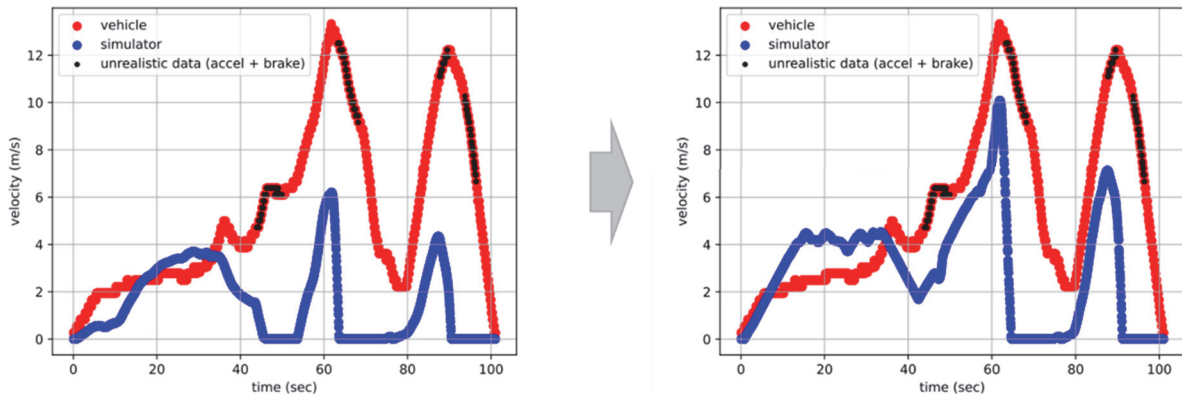 vehicle
simulator
unrealistic data (accel + brake)
velocity (m/s)
12
10
8
6
4
2
0
0 20 40 60 80 100
time (sec)
vehicle
simulator
unrealistic data (accel + brake)
velocity (m/s)
12
10
8
6
4
2
0
0 20 40 60 80 100
time (sec)